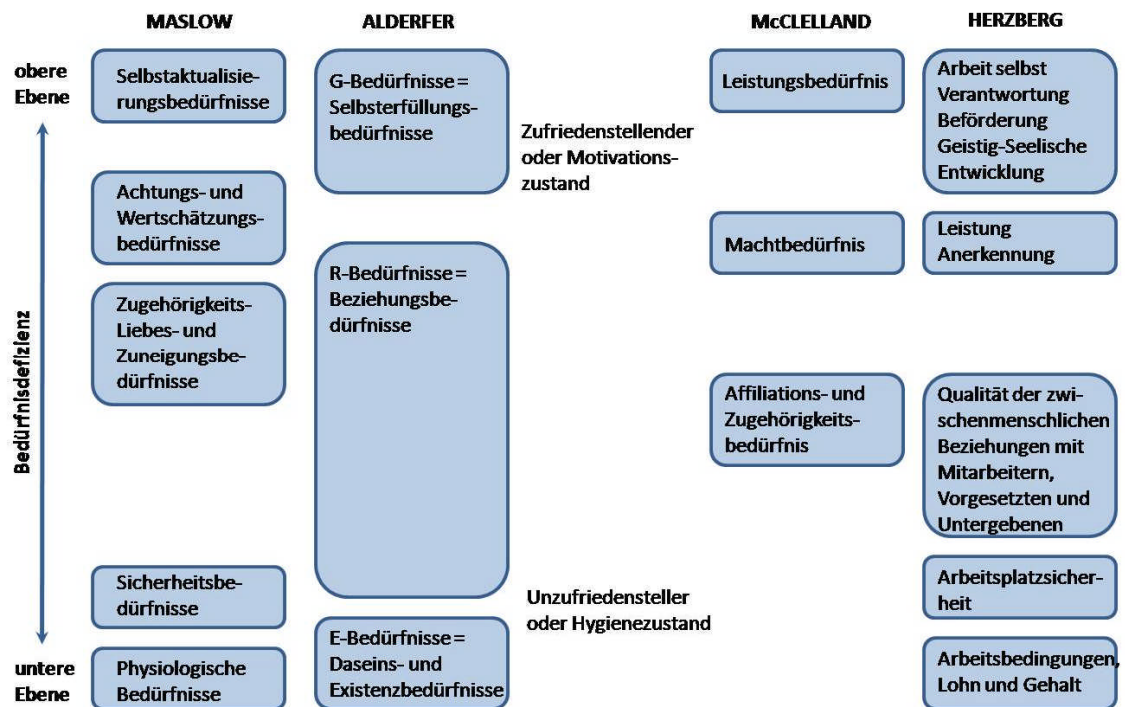 MASLOW
ALDERFER
McCLELLAND
HERZBERG
obere
Ebene
Bedürfnisdefizienz
untere
Ebene
Selbstaktualisie-
rungsbedürfnisse
Achtungs- und
Wertschätzungs-
bedürfnisse
Zugehörigkeits-
Liebes- und
Zuneigungsbe-
dürfnisse
Sicherheitsbe-
dürfnisse
Physiologische
Bedürfnisse
G-Bedürfnisse =
Selbsterfüllungs-
bedürfnisse
R-Bedürfnisse =
Beziehungsbe-
dürfnisse
E-Bedürfnisse =
Daseins- und
Existenzbedürfnisse
Zufriedenstellender
oder Motivations-
zustand
Unzufriedensteller
oder Hygienezustand
Leistungsbedürfnis
Machtbedürfnis
Affiliations- und
Zugehörigkeits-
bedürfnis
Arbeit selbst
Verantwortung
Beförderung
Geistig-Seelische
Entwicklung
Leistung
Anerkennung
Qualität der zwi-
schenmenschlichen
Beziehungen mit
Mitarbeitern,
Vorgesetzten und
Untergebenen
Arbeitsplatzsicher-
heit
Arbeitsbedingungen,
Lohn und Gehalt